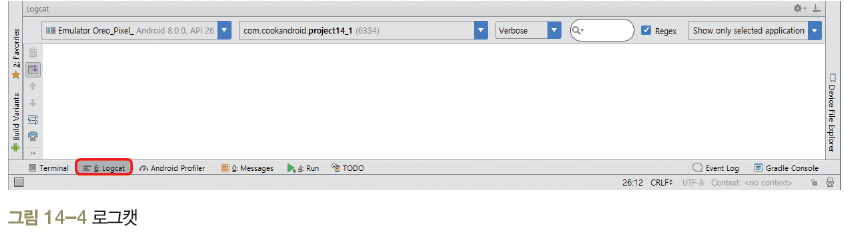 Logcat
Emulator Oreo_Pixel_ Android 8.0.0, API 26 com.cookandroid.project14_1 (6334) Verbose Regex Show only selected application
2: Favorites
Build Variants
Device File Explorer
»
Terminal 6: Logcat Android Profiler 0: Messages 4: Run TODO Event Log Gradle Console
26:12 CRLF UTF-8 Context: <no context>
그림 14-4 로그캣